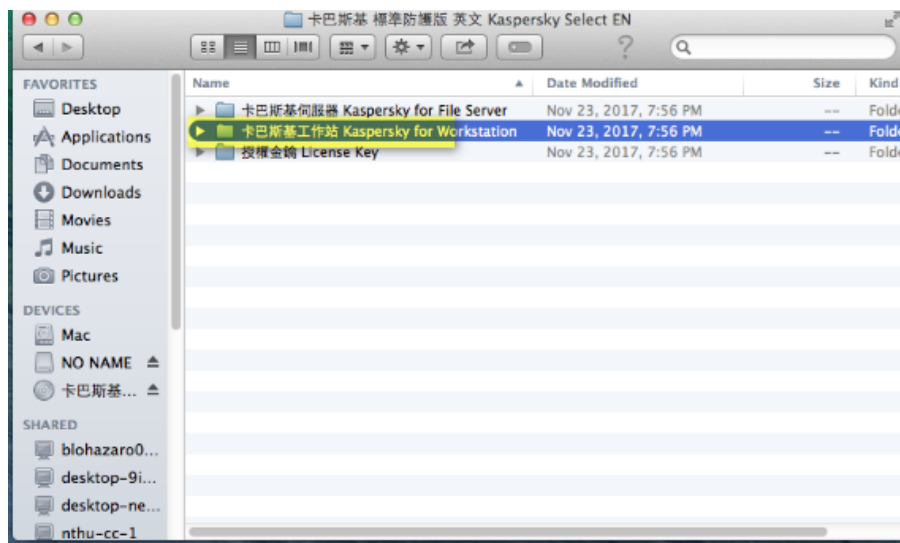 卡巴斯基 標準防護版 英文 Kaspersky Select EN
FAVORITES
Desktop
Applications
Documents
Downloads
Movies
Music
Pictures
DEVICES
Mac
NO NAME
卡巴斯基...
SHARED
blohazaro0...
desktop-9i...
desktop-ne...
nthu-cc-1
Name Date Modified Size Kind
卡巴斯基伺服器 Kaspersky for File Server Nov 23, 2017, 7:56 PM -- Folde
卡巴斯基工作站 Kaspersky for Workstation Nov 23, 2017, 7:56 PM -- Folde
授權金鑰 License Key Nov 23, 2017, 7:56 PM -- Folde